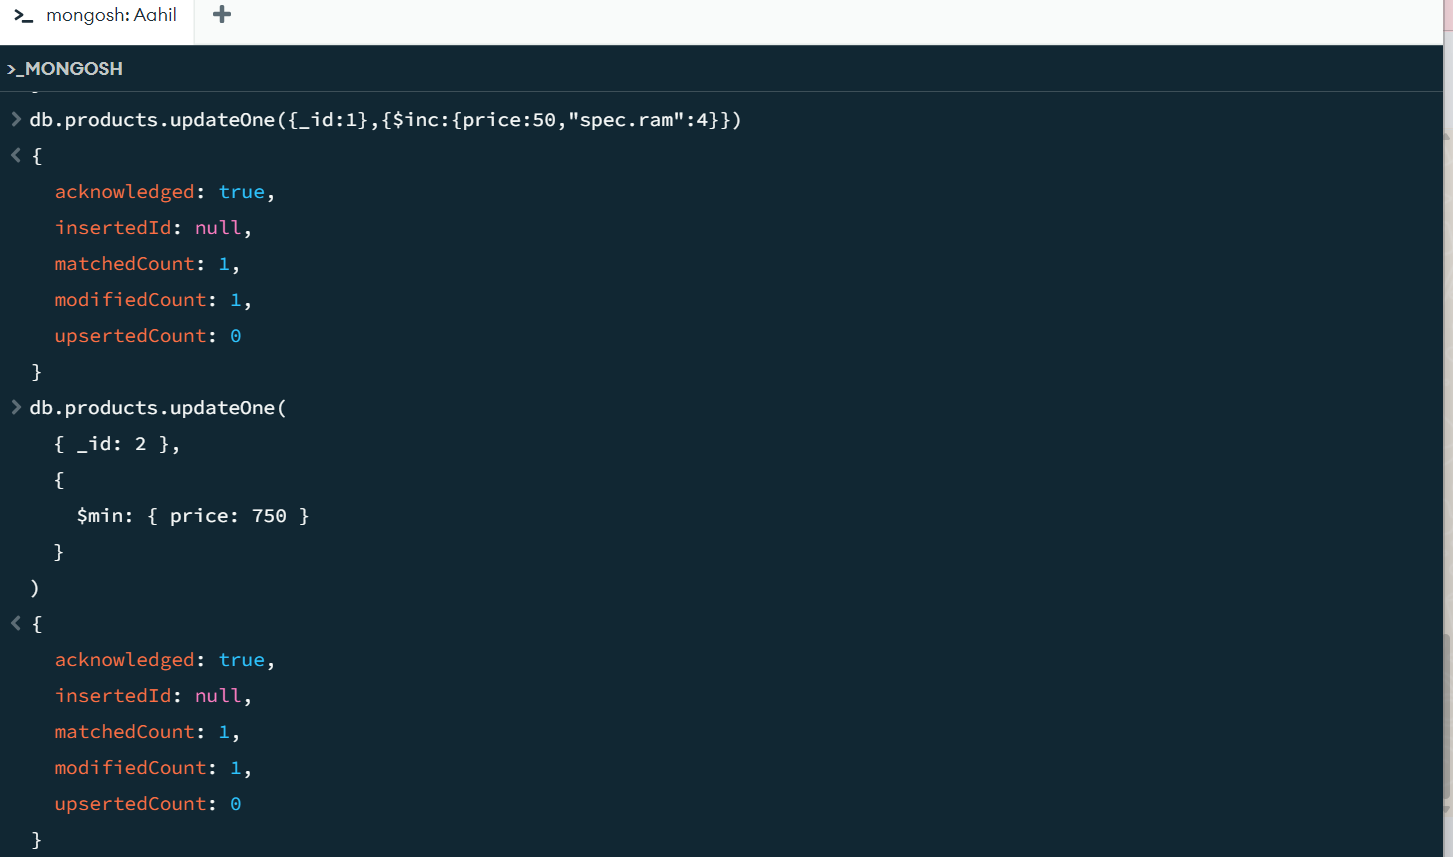 mongosh: Aahil
>_MONGOSH
db.products.updateOne({_id:1},{$inc:{price:50,"spec.ram":4}})
{
acknowledged: true,
insertedId: null,
matchedCount: 1,
modifiedCount: 1,
upsertedCount: 0
}
db.products.updateOne(
{ _id: 2 },
{
$min: { price: 750 }
}
)
{
acknowledged: true,
insertedId: null,
matchedCount: 1,
modifiedCount: 1,
upsertedCount: 0
}